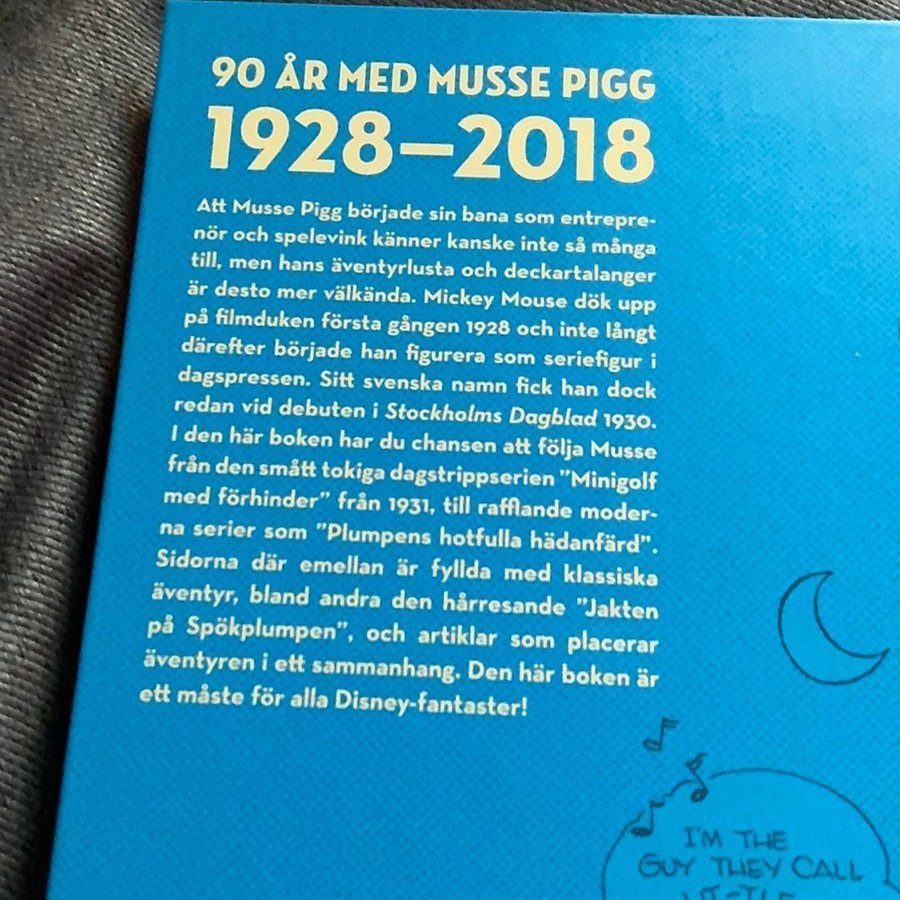 90 ÅR MED MUSSE PIGG
1928–2018
Att Musse Pigg började sin bana som entrepre-
nör och spelevink känner kanske inte så många
till, men hans äventyrlusta och deckartalanger
är desto mer välkända. Mickey Mouse dök upp
på filmduken första gången 1928 och inte långt
därefter började han figurera som seriefigur i
dagspressen. Sitt svenska namn fick han dock
redan vid debuten i Stockholms Dagblad 1930.
I den här boken har du chansen att följa Musse
från den smått tokiga dagstrippserien ”Minigolf
med förhinder” från 1931, till rafflande moder-
na serier som ”Plumpens hotfulla hädanfärd”.
Sidorna där emellan är fyllda med klassiska
äventyr, bland andra den hårresande ”Jakten
på Spökplumpen”, och artiklar som placerar
äventyren i ett sammanhang. Den här boken är
ett måste för alla Disney-fantaster!
I'M THE
GUY THEY CALL